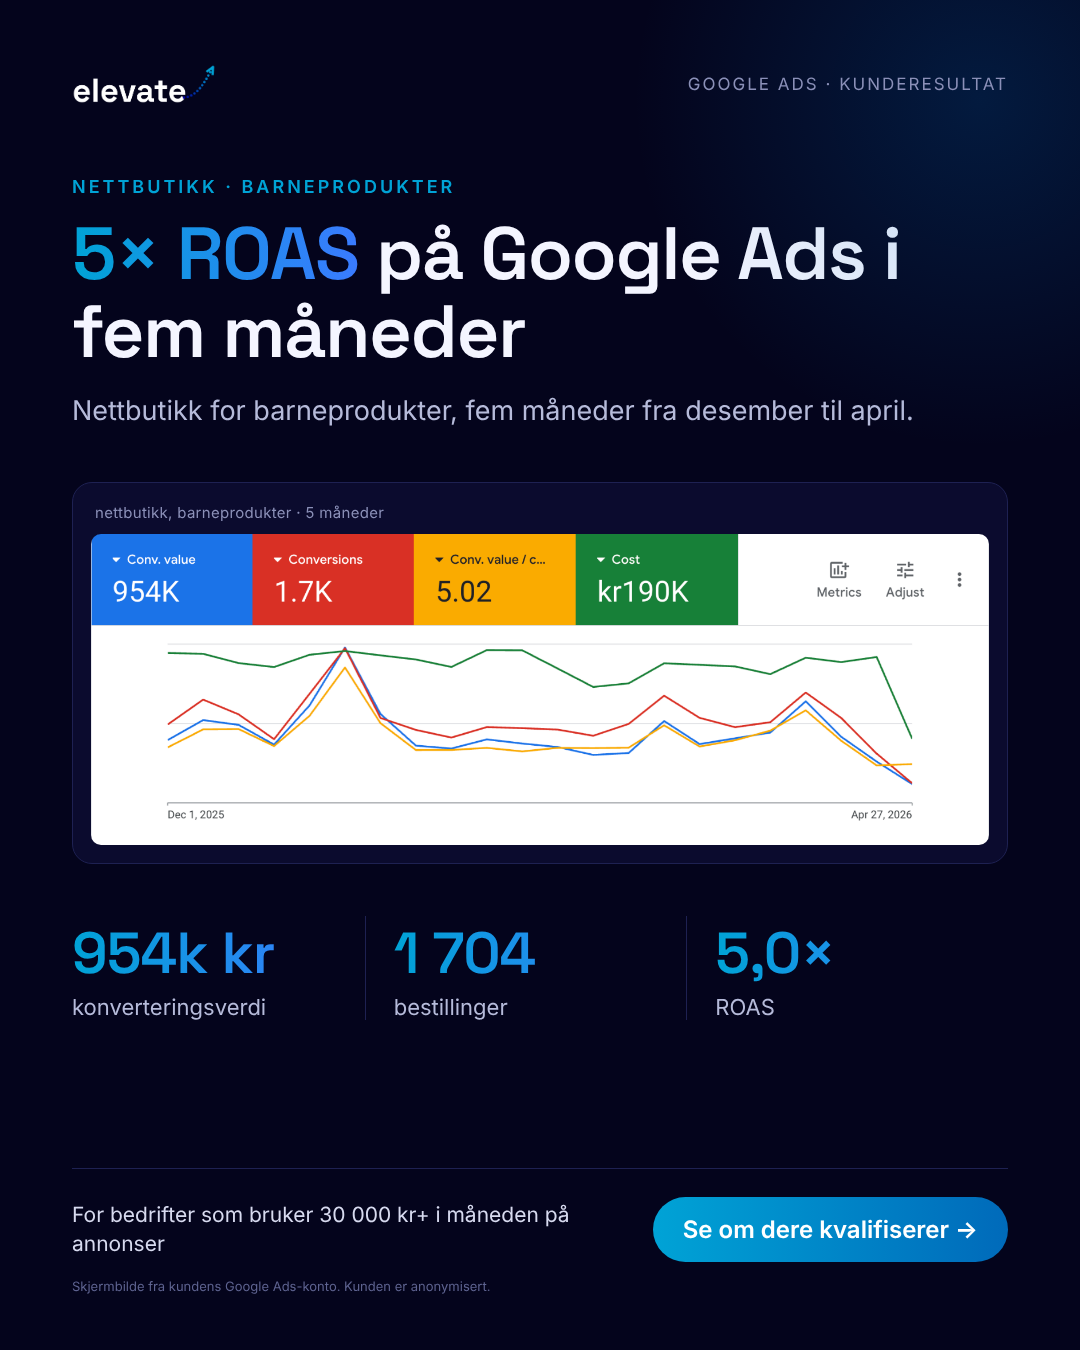 elevate
GOOGLE ADS · KUNDERESULTAT
NETTBUTIKK · BARNEPRODUKTER
5× ROAS på Google Ads i
fem måneder
Nettbutikk for barneprodukter, fem måneder fra desember til april.
nettbutikk, barneprodukter · 5 måneder
Conv. value
954K
Conversions
1.7K
Conv. value / c...
5.02
Cost
kr190K
Metrics
Adjust
Dec 1, 2025
Apr 27, 2026
954k kr
konverteringsverdi
1 704
bestillinger
5,0×
ROAS
For bedrifter som bruker 30 000 kr+ i måneden på
annonser
Se om dere kvalifiserer →
Skjermbilde fra kundens Google Ads-konto. Kunden er anonymisert.